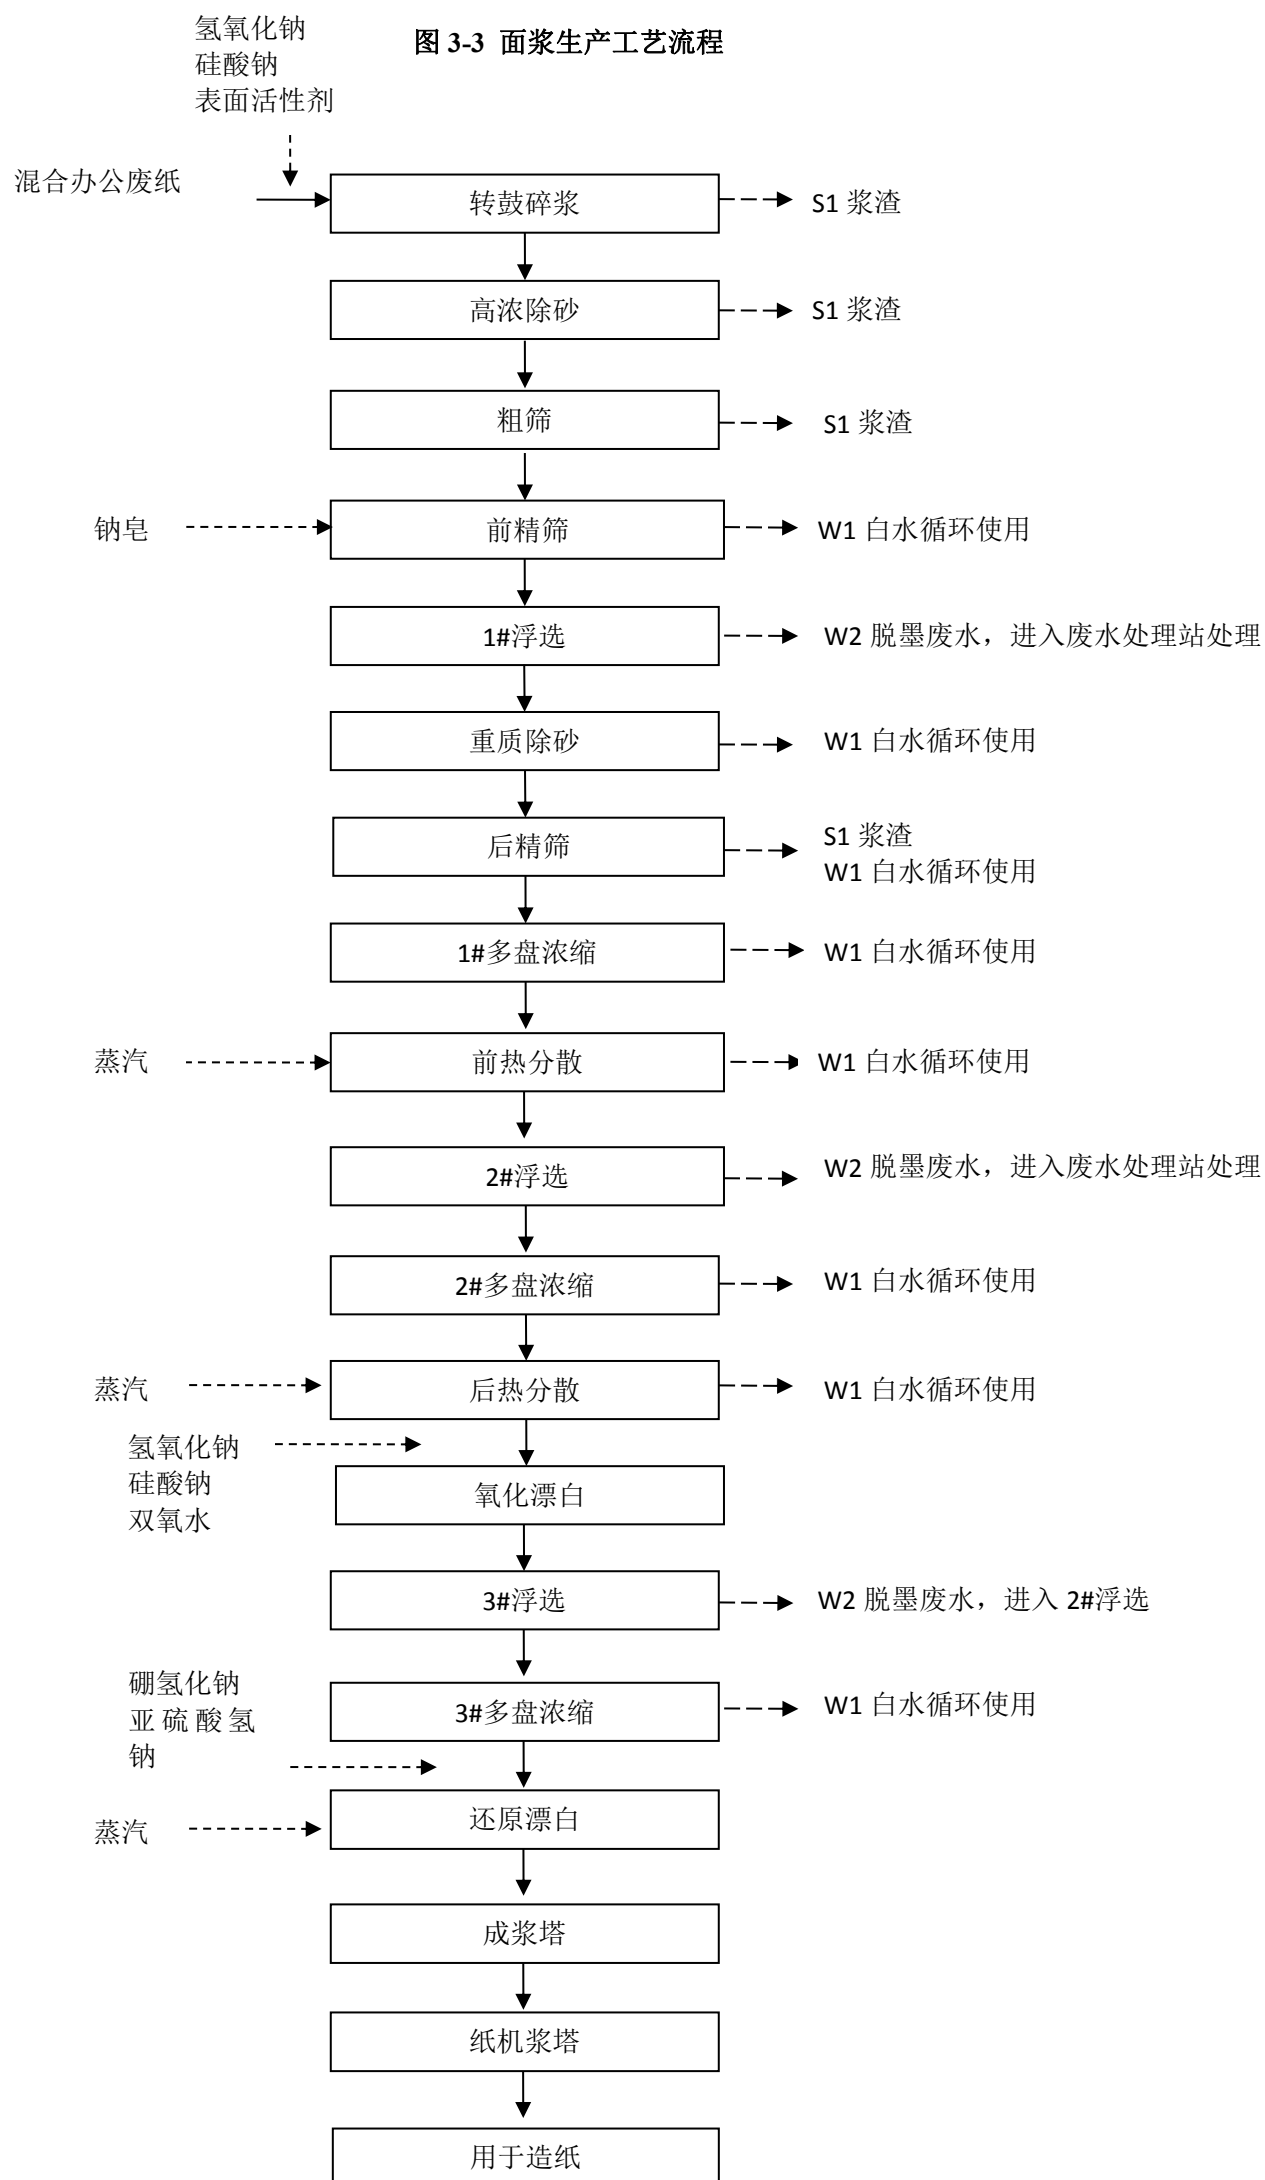 氢氧化钠
硅酸钠
表面活性剂
图 3-3 面浆生产工艺流程
混合办公废纸
转鼓碎浆
S1 浆渣
高浓除砂
S1 浆渣
粗筛
S1 浆渣
钠皂
前精筛
W1 白水循环使用
1#浮选
W2 脱墨废水，进入废水处理站处理
重质除砂
W1 白水循环使用
后精筛
S1 浆渣
W1 白水循环使用
1#多盘浓缩
W1 白水循环使用
蒸汽
前热分散
W1 白水循环使用
2#浮选
W2 脱墨废水，进入废水处理站处理
2#多盘浓缩
W1 白水循环使用
蒸汽
后热分散
W1 白水循环使用
氢氧化钠
硅酸钠
双氧水
氧化漂白
3#浮选
W2 脱墨废水，进入 2#浮选
硼氢化钠
亚硫酸氢
钠
3#多盘浓缩
W1 白水循环使用
还原漂白
蒸汽
成浆塔
纸机浆塔
用于造纸